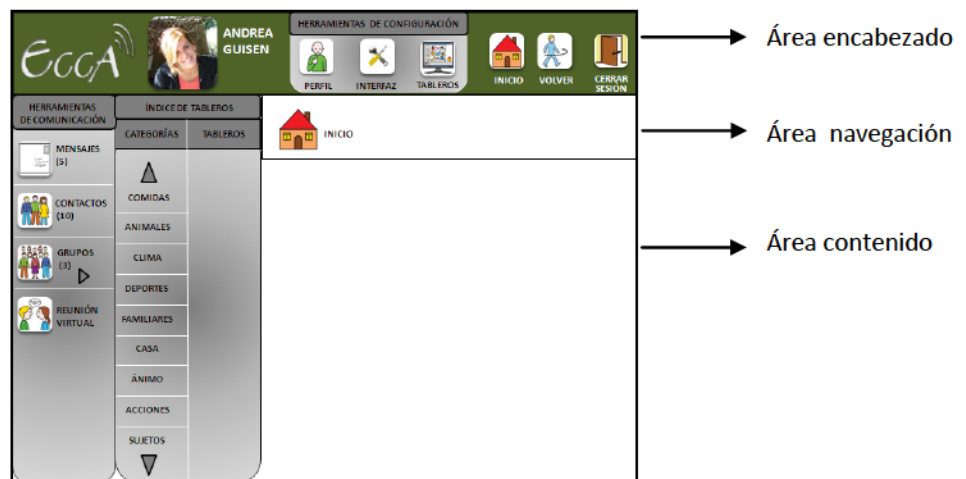 ECCA
ANDREA
GUISEN
HERRAMIENTAS DE CONFIGURACIÓN
PERFIL
INTERFAZ
TABLEROS
INICIO
VOLVER
CERRAR
SESIÓN
Área encabezado
HERRAMIENTAS
DE COMUNICACIÓN
MENSAJES
(5)
CONTACTOS
(10)
GRUPOS
(3)
REUNIÓN
VIRTUAL
ÍNDICE DE TABLEROS
CATEGORÍAS
TABLEROS
COMIDAS
ANIMALES
CLIMA
DEPORTES
FAMILIARES
CASA
ÁNIMO
ACCIONES
SUJETOS
INICIO
Área navegación
Área contenido